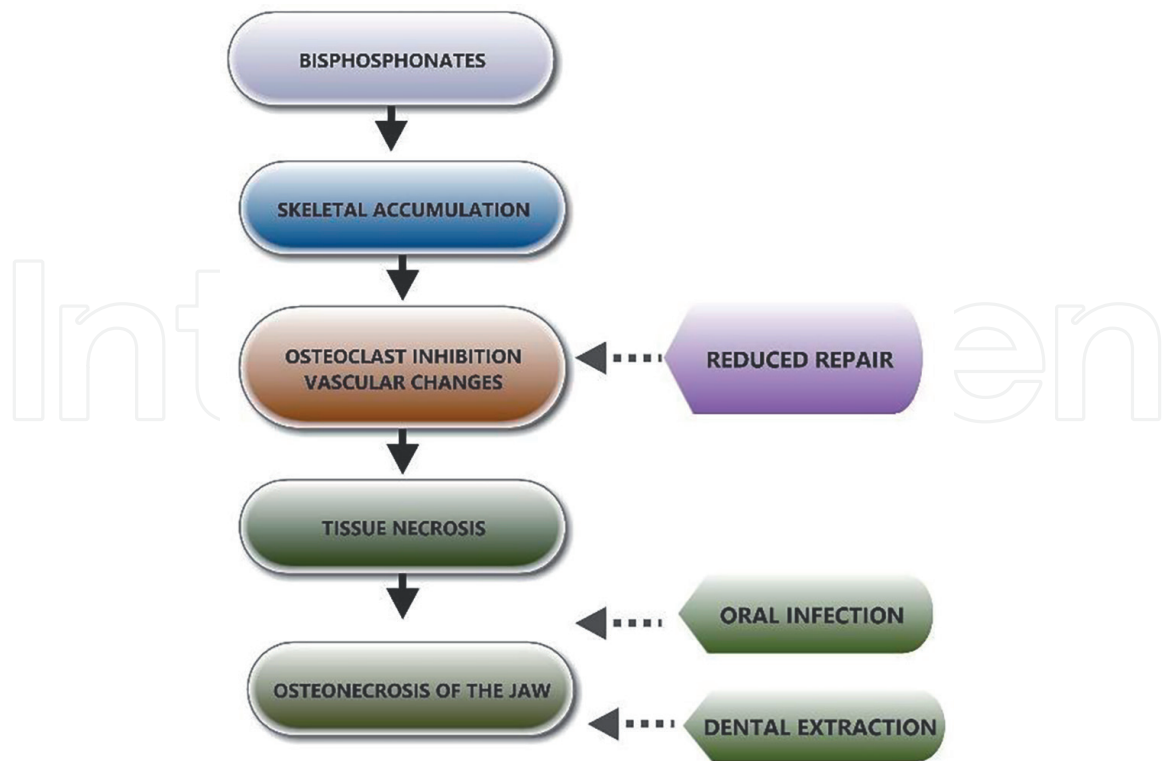 BISPHOSPHONATES
SKELETAL ACCUMULATION
OSTEOCLAST INHIBITION
VASCULAR CHANGES
REDUCED REPAIR
TISSUE NECROSIS
ORAL INFECTION
OSTEONECROSIS OF THE JAW
DENTAL EXTRACTION